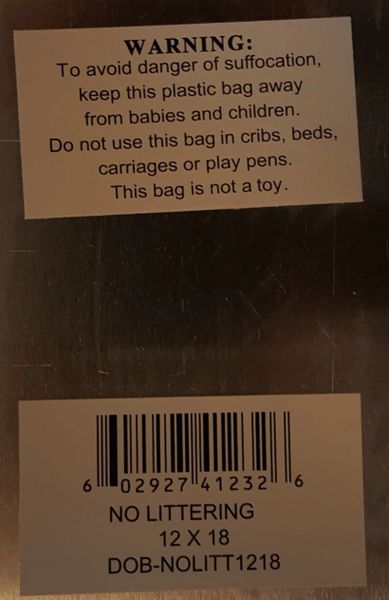 WARNING:
To avoid danger of suffocation,
keep this plastic bag away
from babies and children.
Do not use this bag in cribs, beds,
carriages or play pens.
This bag is not a toy.
6 02927 41232 6
NO LITTERING
12 X 18
DOB-NOLITT1218